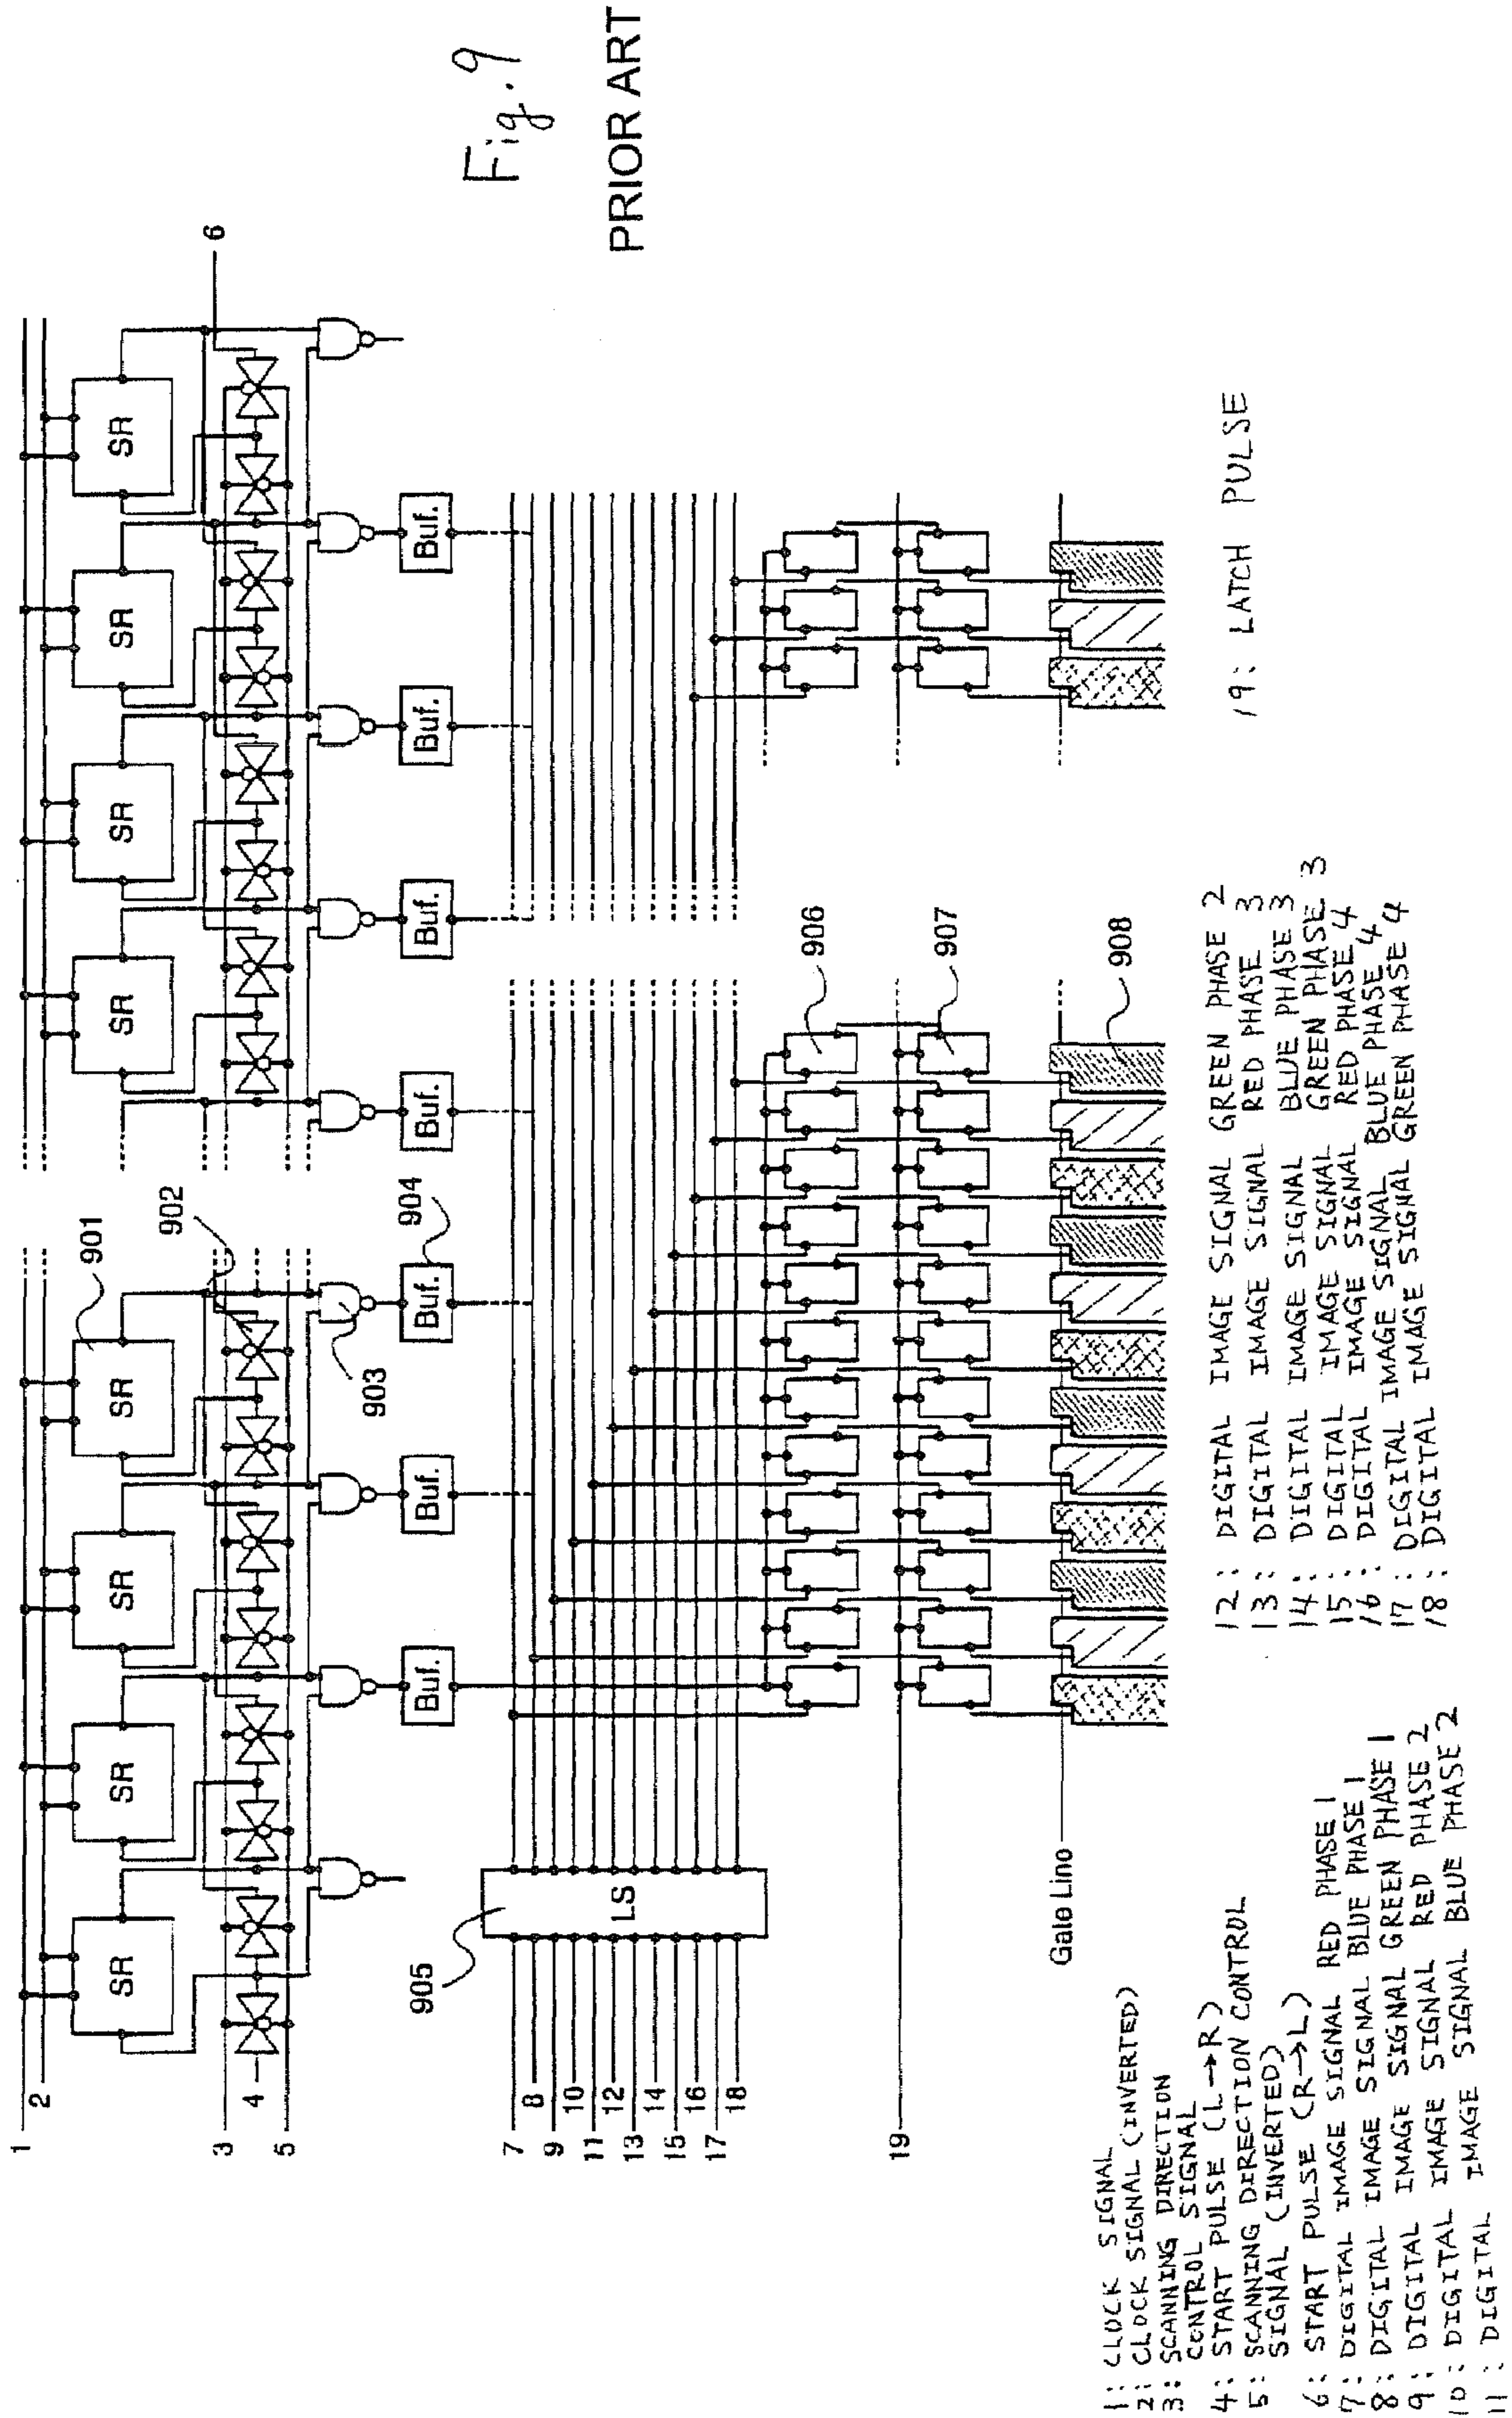 Fig. 9
PRIOR ART
1
2
3
4
5
6
SR
SR
SR
SR
SR
SR
SR
SR
901
902
903
904
Buf.
Buf.
Buf.
Buf.
Buf.
Buf.
Buf.
905
LS
7
8
9
10
11
12
13
14
15
16
17
18
906
907
908
19
Gate Line
1: CLOCK SIGNAL
2: CLOCK SIGNAL (INVERTED)
3: SCANNING DIRECTION
CONTROL SIGNAL
4: START PULSE (L→R)
5: SCANNING DIRECTION CONTROL
SIGNAL (INVERTED)
6: START PULSE (R→L)
7: DIGITAL IMAGE SIGNAL RED PHASE 1
8: DIGITAL IMAGE SIGNAL BLUE PHASE 1
9: DIGITAL IMAGE SIGNAL GREEN PHASE 1
10: DIGITAL IMAGE SIGNAL RED PHASE 2
11: DIGITAL IMAGE SIGNAL BLUE PHASE 2
12: DIGITAL IMAGE SIGNAL GREEN PHASE 2
13: DIGITAL IMAGE SIGNAL RED PHASE 3
14: DIGITAL IMAGE SIGNAL BLUE PHASE 3
15: DIGITAL IMAGE SIGNAL GREEN PHASE 3
16: DIGITAL IMAGE SIGNAL RED PHASE 4
17: DIGITAL IMAGE SIGNAL BLUE PHASE 4
18: DIGITAL IMAGE SIGNAL GREEN PHASE 4
19: LATCH PULSE